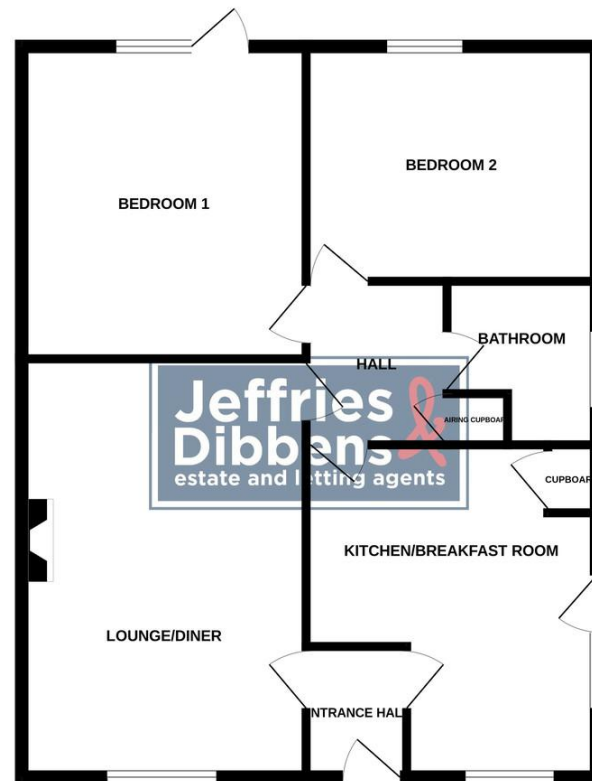 BEDROOM 1
BEDROOM 2
BATHROOM
HALL
Jeffries &
Dibbens
estate and letting agents
AIRING CUPBOAR
CUPBOAR
KITCHEN/BREAKFAST ROOM
LOUNGE/DINER
NTRANCE HAL